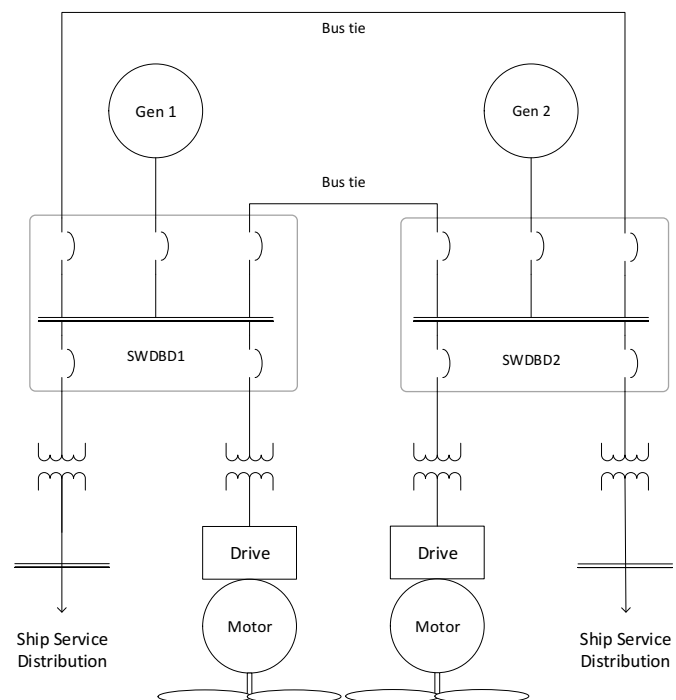 Bus tie
Gen 1
Gen 2
Bus tie
SWDBD1
SWDBD2
Drive
Drive
Motor
Motor
Ship Service
Distribution
Ship Service
Distribution